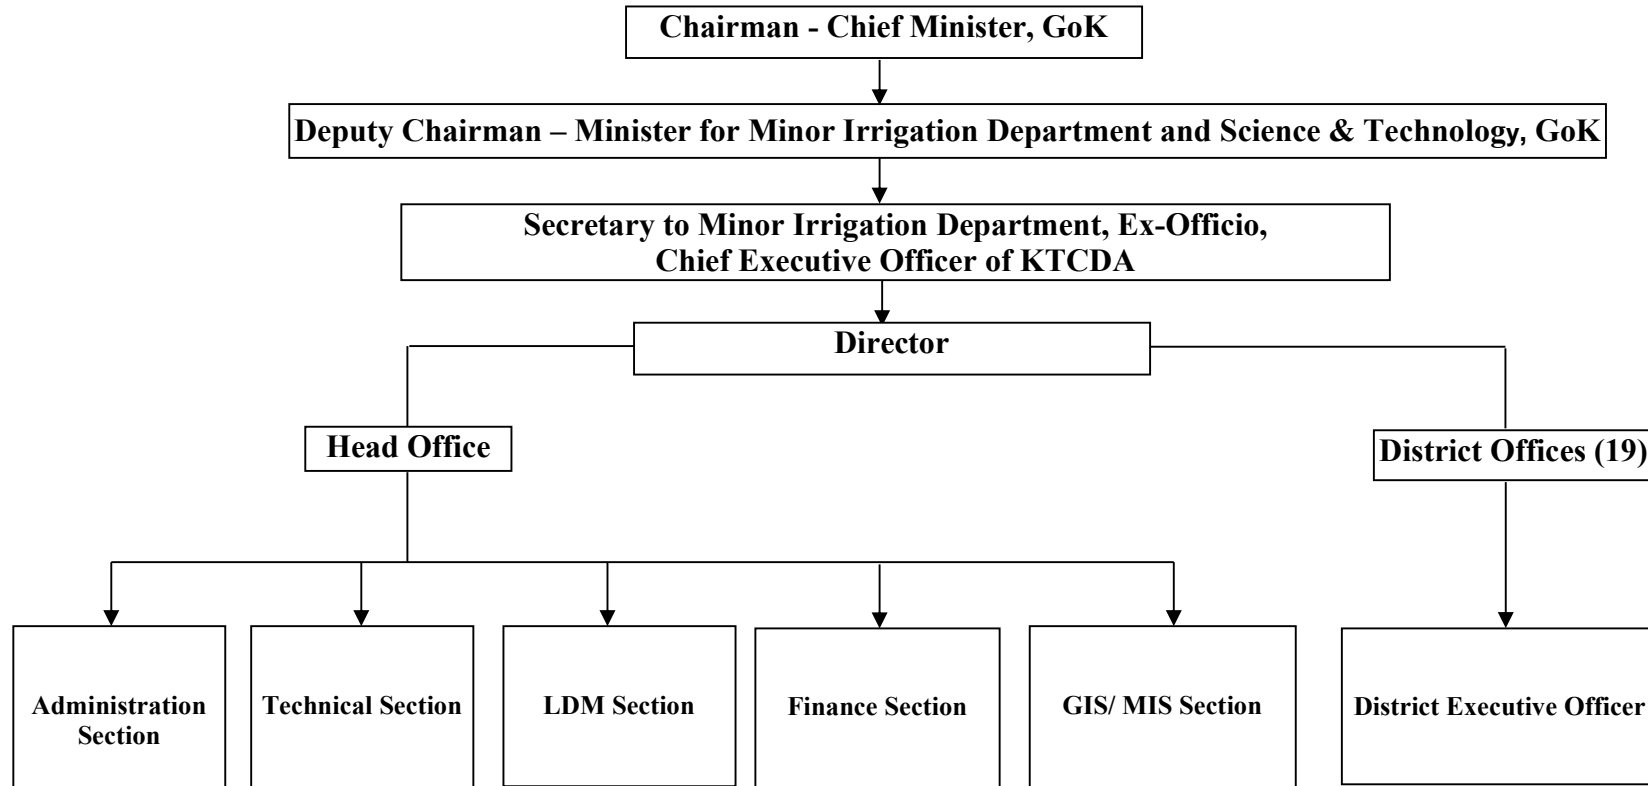 Chairman - Chief Minister, GoK
Deputy Chairman – Minister for Minor Irrigation Department and Science & Technology, GoK
Secretary to Minor Irrigation Department, Ex-Officio,
Chief Executive Officer of KTCDA
Director
Head Office
District Offices (19)
Administration
Section
Technical Section
LDM Section
Finance Section
GIS/ MIS Section
District Executive Officer